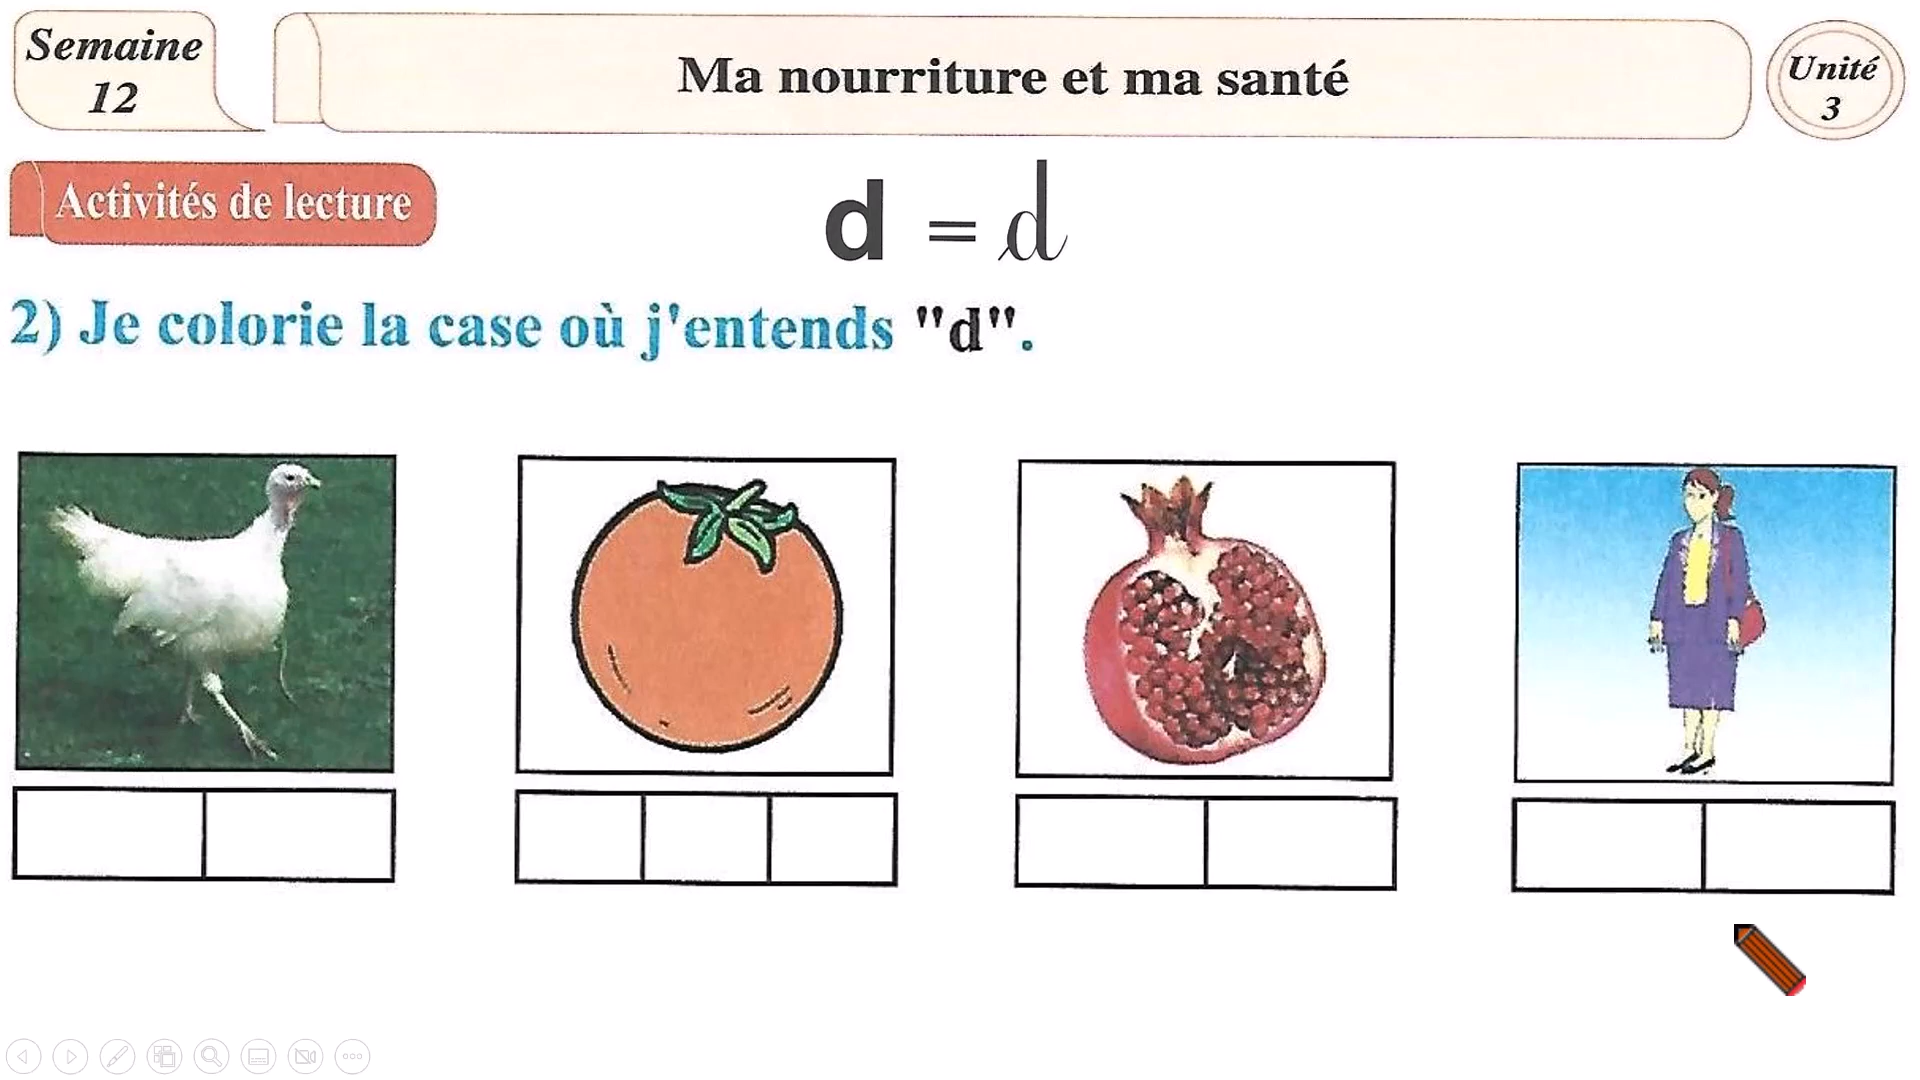 Semaine
12
Ma nourriture et ma santé
Unité
3
Activités de lecture
d = d
2) Je colorie la case où j'entends "d".